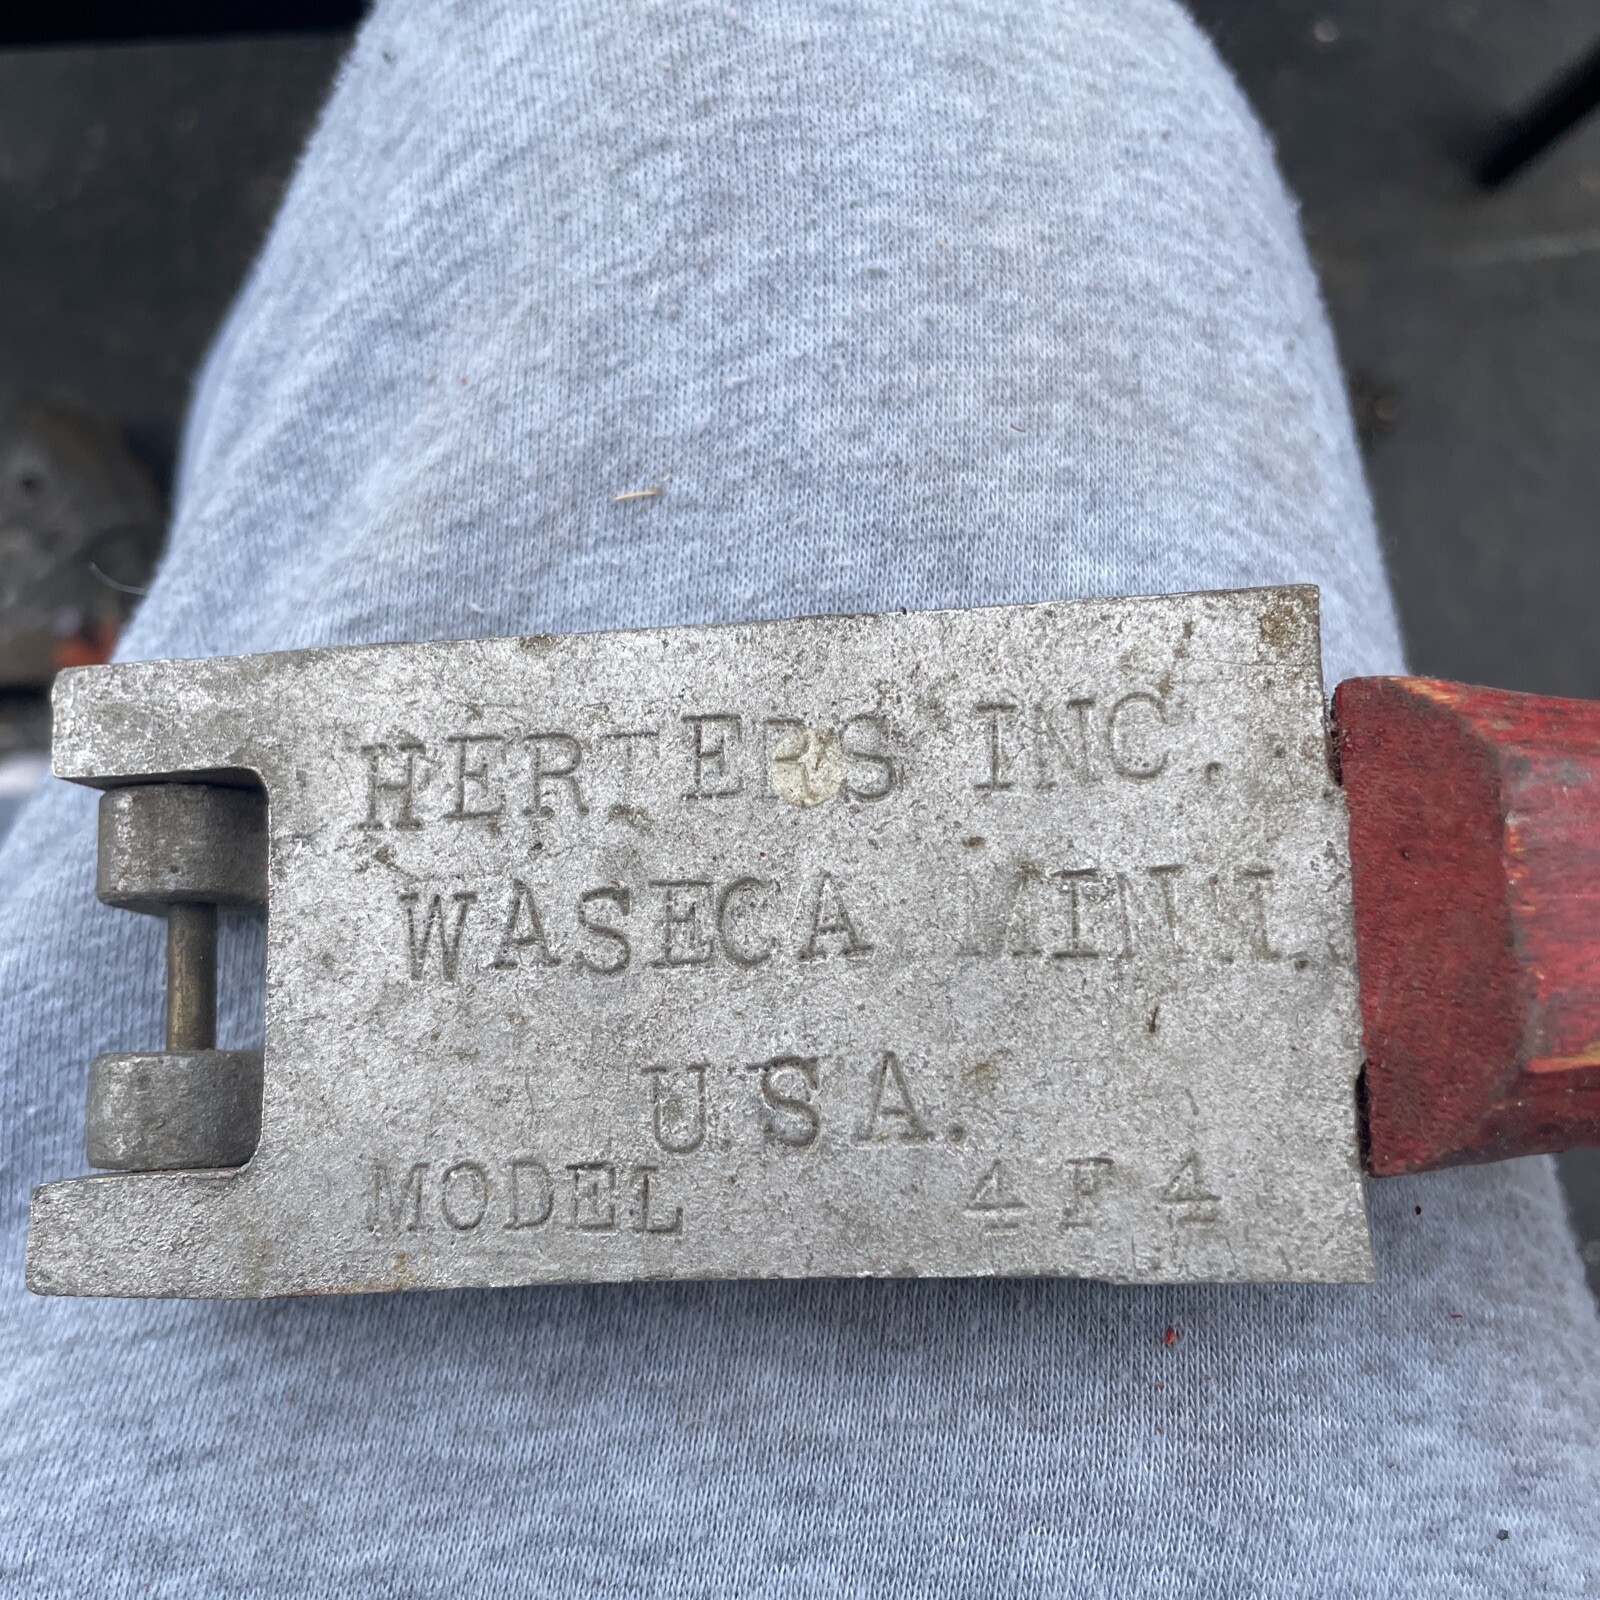 HERTERS INC.
WASECA MINN.
U.S.A.
MODEL 4F4